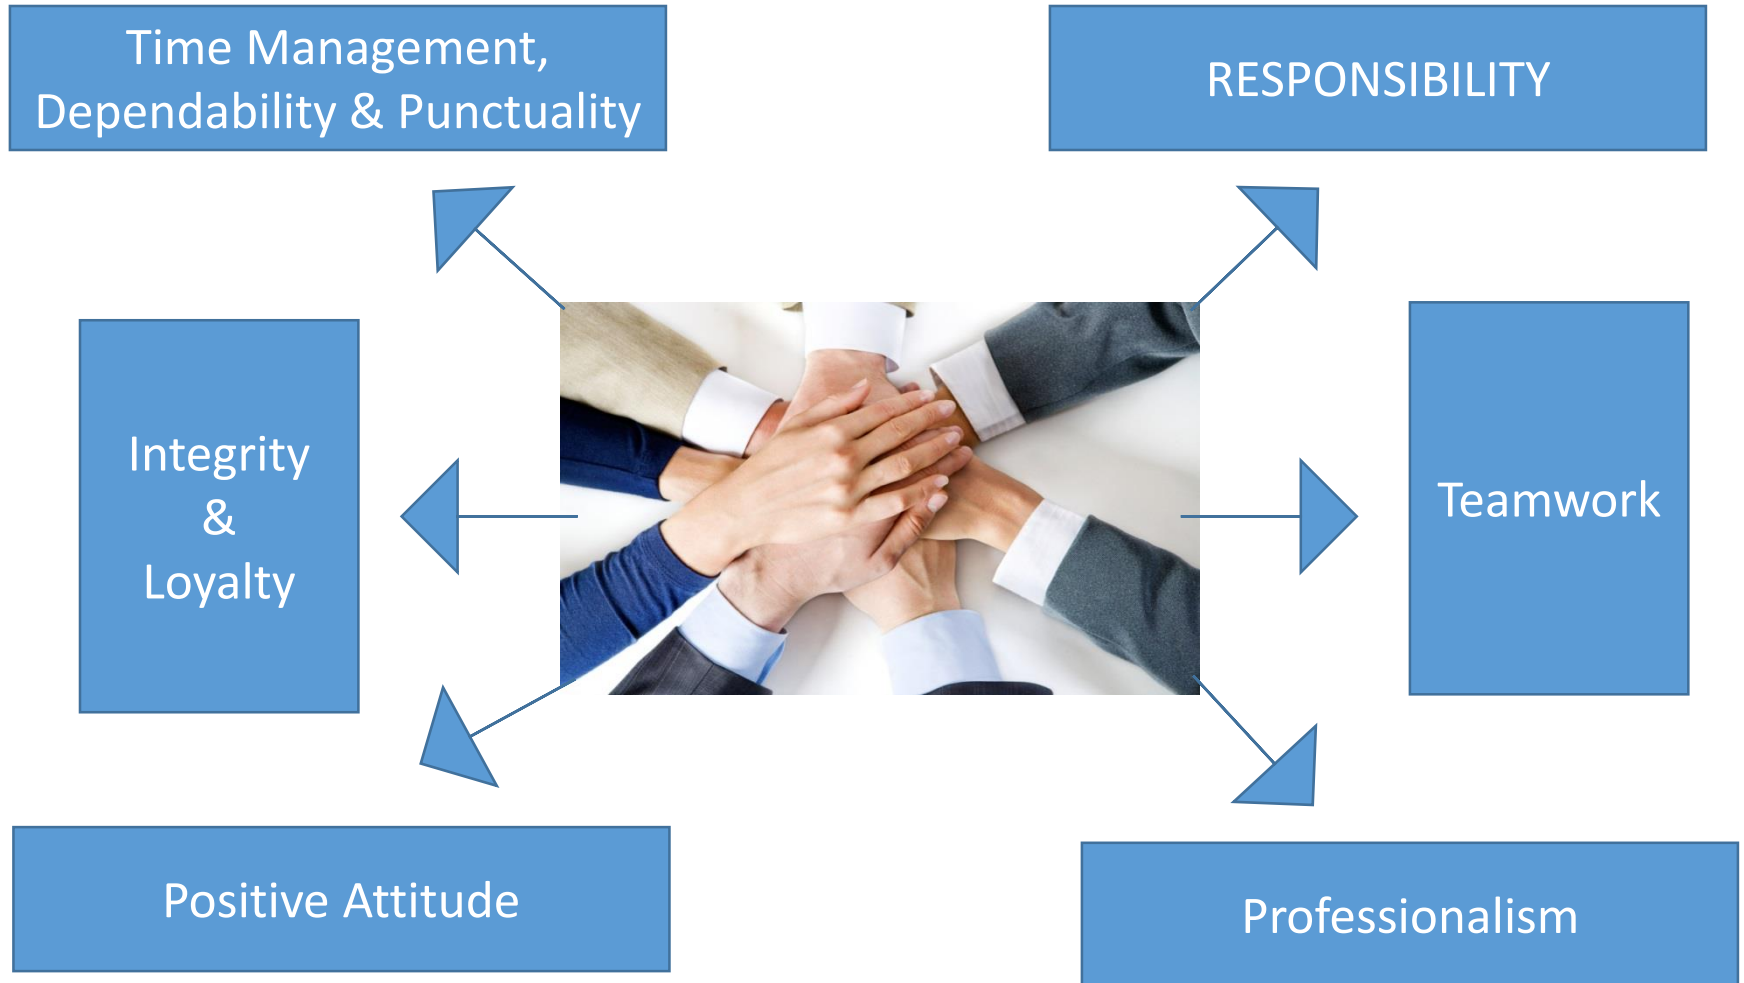 Time Management,
Dependability & Punctuality
RESPONSIBILITY
Integrity
&
Loyalty
Teamwork
Positive Attitude
Professionalism